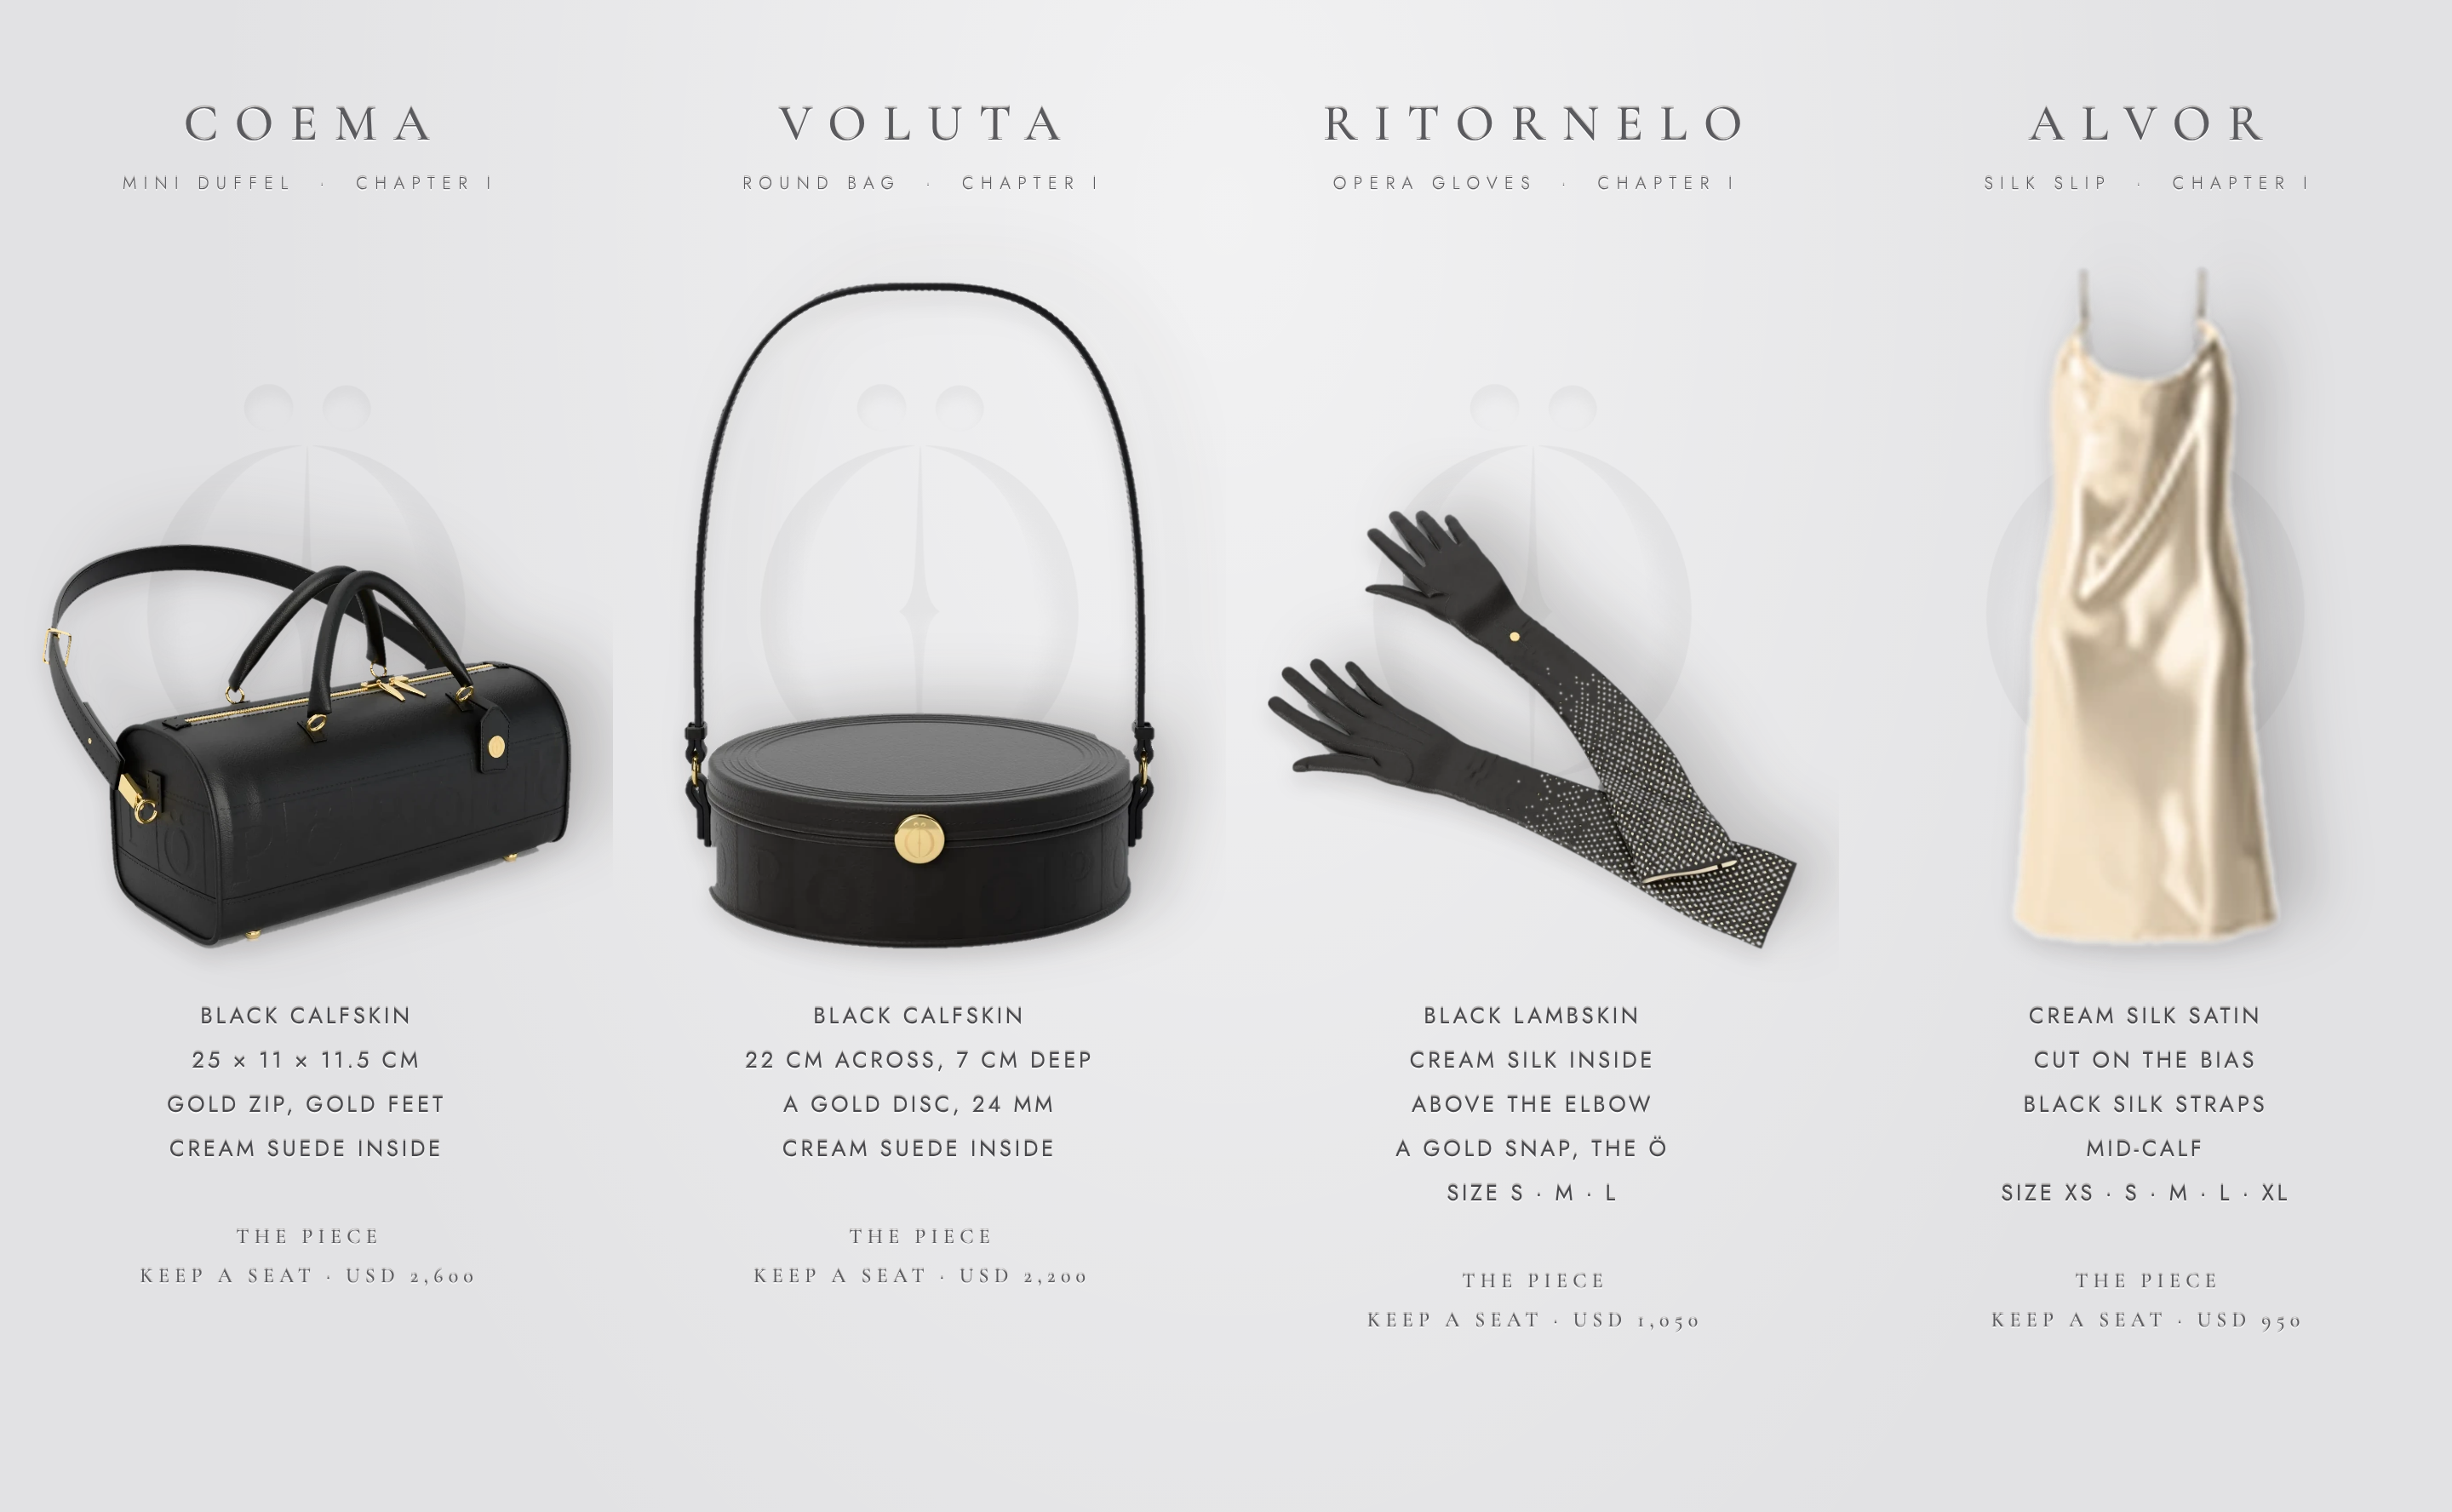 COEMA
MINI DUFFEL · CHAPTER I
BLACK CALFSKIN
25 × 11 × 11.5 CM
GOLD ZIP, GOLD FEET
CREAM SUEDE INSIDE
THE PIECE
KEEP A SEAT · USD 2,600
VOLUTA
ROUND BAG · CHAPTER I
BLACK CALFSKIN
22 CM ACROSS, 7 CM DEEP
A GOLD DISC, 24 MM
CREAM SUEDE INSIDE
THE PIECE
KEEP A SEAT · USD 2,200
RITORNELO
OPERA GLOVES · CHAPTER I
BLACK LAMBSKIN
CREAM SILK INSIDE
ABOVE THE ELBOW
A GOLD SNAP, THE Ö
SIZE S · M · L
THE PIECE
KEEP A SEAT · USD 1,050
ALVOR
SILK SLIP · CHAPTER I
CREAM SILK SATIN
CUT ON THE BIAS
BLACK SILK STRAPS
MID-CALF
SIZE XS · S · M · L · XL
THE PIECE
KEEP A SEAT · USD 950